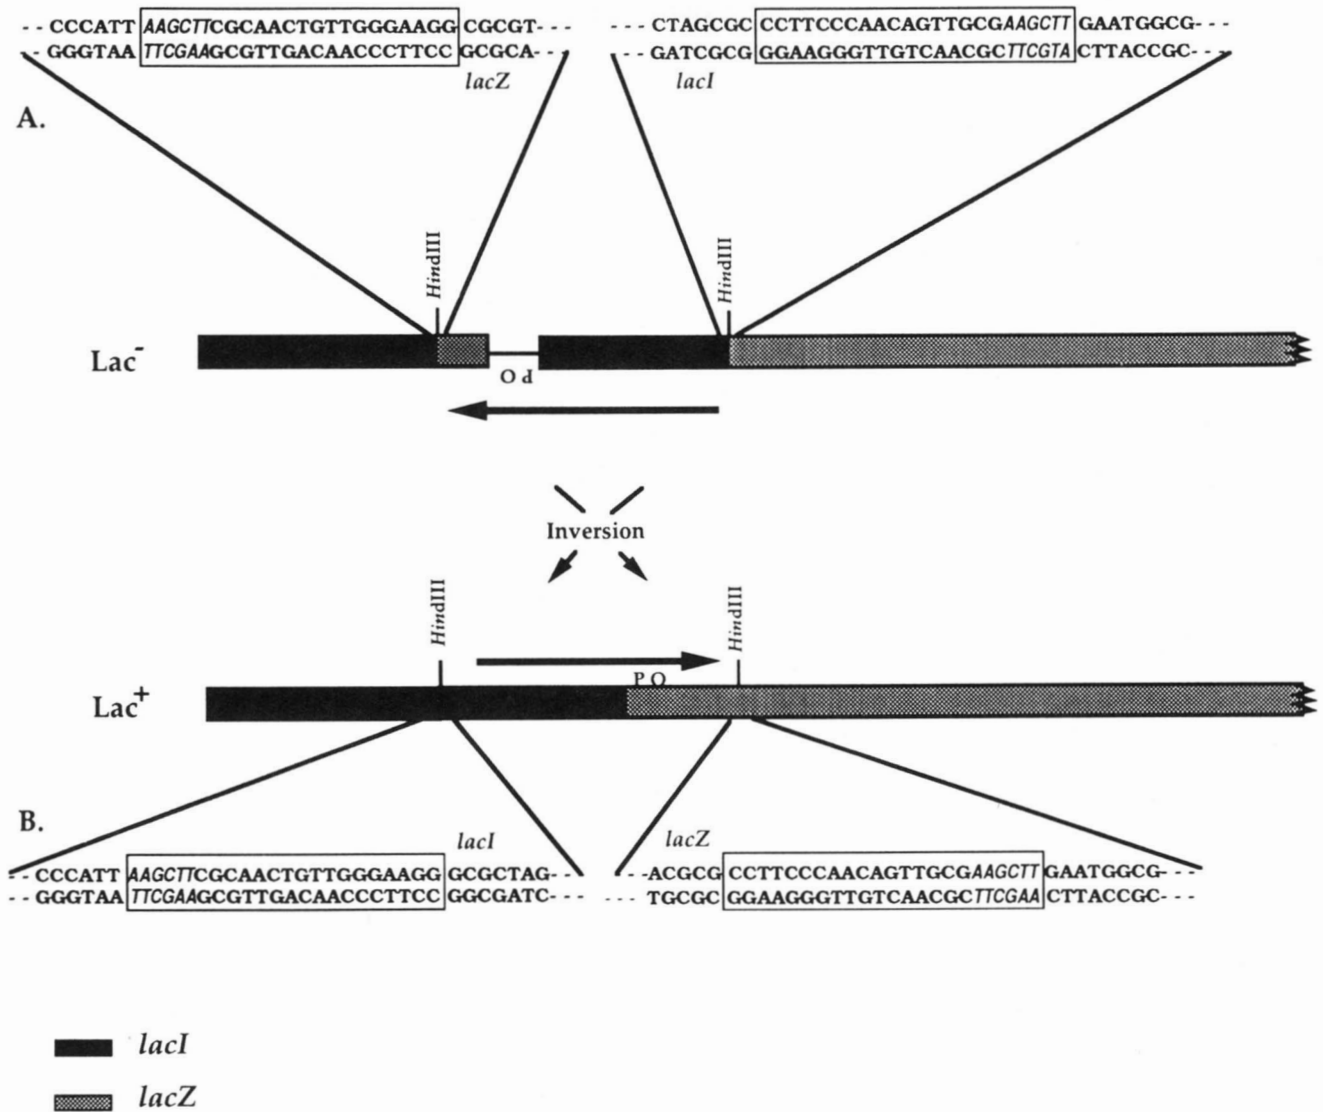 - - CCCATT AAGCTTCGCAACTGTTGGGAAGG CGCGT- - -
- - GGGTAA TTCGAAGCGTTGACAACCCTTCC GCGCA- - -
lacZ
- - - CTAGCGC CCTTCCCAACAGTTGCGAAGCTT GAATGGCG- - -
- - - GATCGCG GGAAGGGTTGTCAACGCTTCGTA CTTACCGC- - -
lacI
A.
HindIII
HindIII
Lac-
O P
Inversion
HindIII
HindIII
P O
Lac+
B.
lacI
- - CCCATT AAGCTTCGCAACTGTTGGGAAGG GCGCTAG- - -
- - GGGTAA TTCGAAGCGTTGACAACCCTTCC GGCGATC- - -
lacZ
- - -ACGCG CCTTCCCAACAGTTGCGAAGCTT GAATGGCG- - -
- - - TGCGC GGAAGGGTTGTCAACGCTTCGAA CTTACCGC- - -
lacI
lacZ